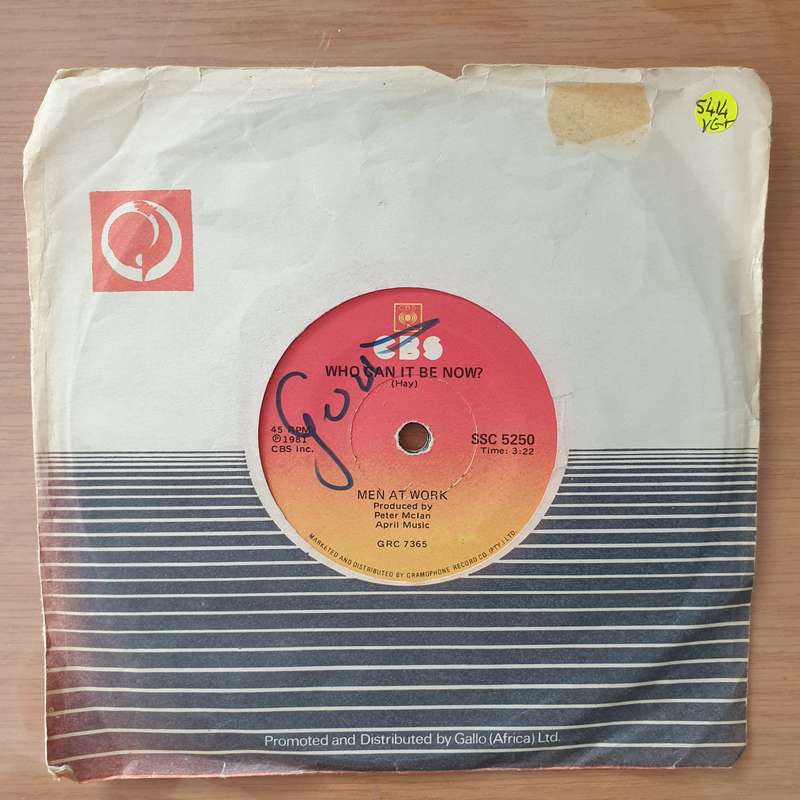 5414
VG+
CBS
CBS
WHO CAN IT BE NOW?
(Hay)
45 RPM
℗ 1981
CBS Inc.
SSC 5250
Time: 3:22
MEN AT WORK
Produced by
Peter McIan
April Music
GRC 7365
MARKETED AND DISTRIBUTED BY GRAMOPHONE RECORD CO. (PTY.) LTD.
Promoted and Distributed by Gallo (Africa) Ltd.